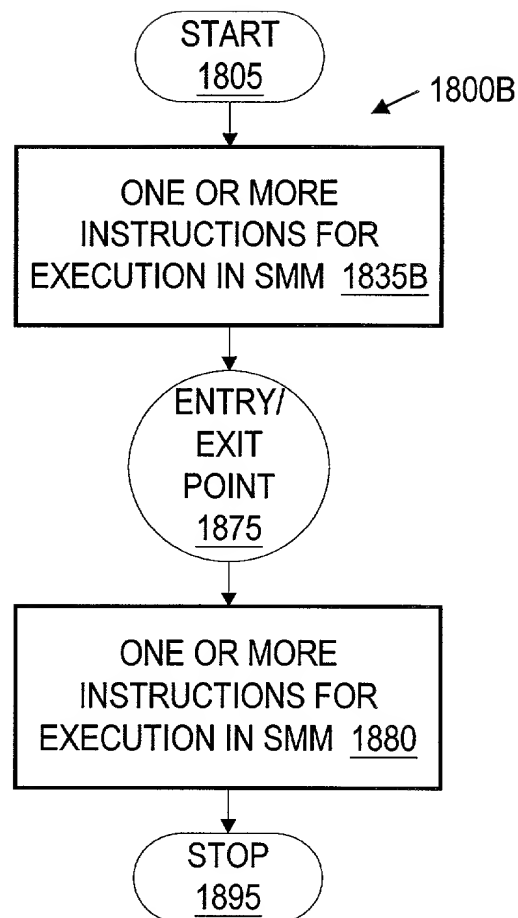 START
1805
1800B
ONE OR MORE
INSTRUCTIONS FOR
EXECUTION IN SMM 1835B
ENTRY/
EXIT
POINT
1875
ONE OR MORE
INSTRUCTIONS FOR
EXECUTION IN SMM 1880
STOP
1895